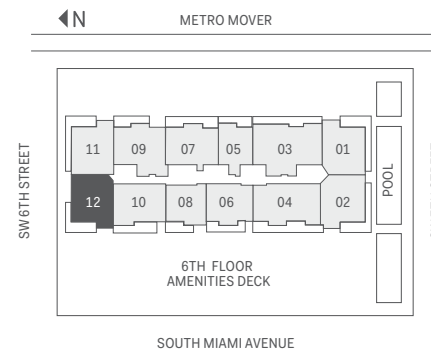 N
METRO MOVER
SW 6TH STREET
11 09 07 05 03 01
12 10 08 06 04 02
POOL
6TH FLOOR
AMENITIES DECK
SOUTH MIAMI AVENUE